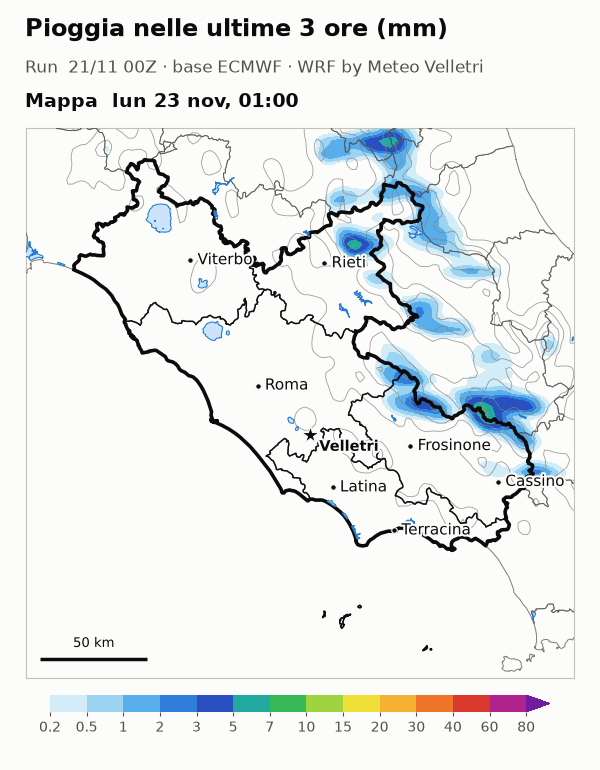 Pioggia nelle ultime 3 ore (mm)
Run  21/11 00Z · base ECMWF · WRF by Meteo Velletri
Mappa  lun 23 nov, 01:00
Viterbo
Rieti
Roma
Velletri
Frosinone
Latina
Cassino
Terracina
50 km
0.2 0.5 1 2 3 5 7 10 15 20 30 40 60 80